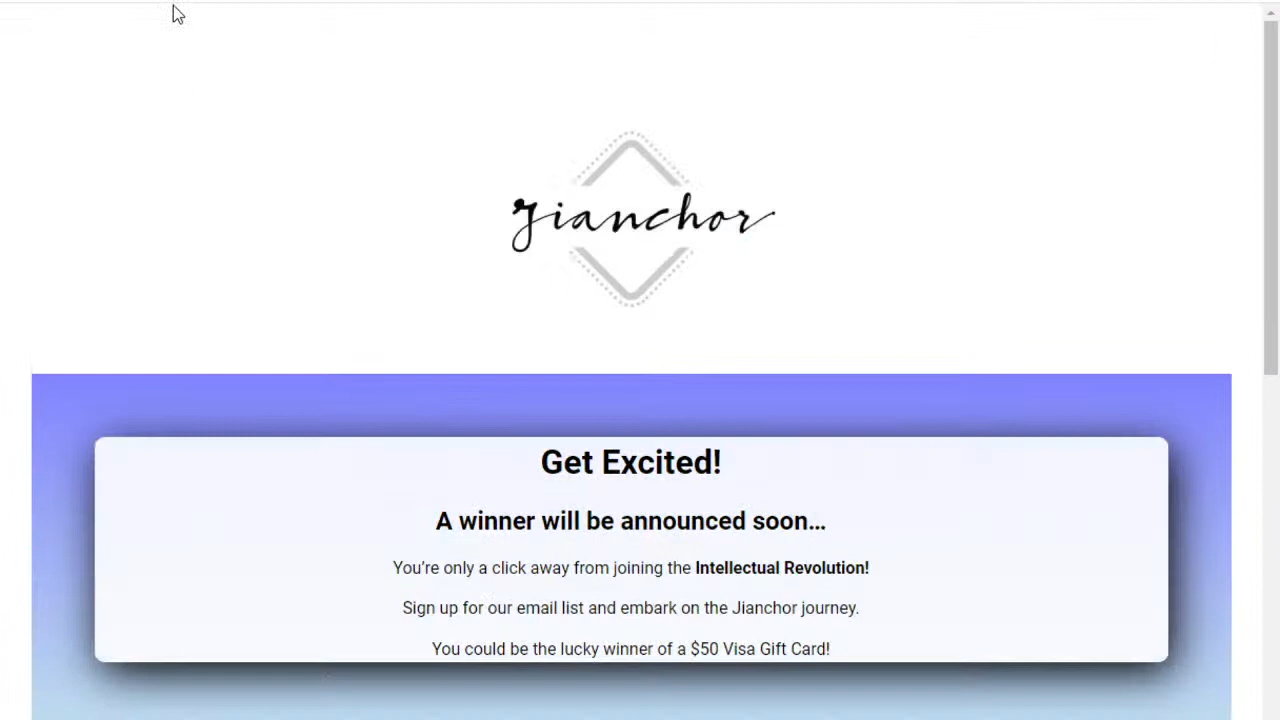 Jianchor
Get Excited!
A winner will be announced soon...
You're only a click away from joining the Intellectual Revolution!
Sign up for our email list and embark on the Jianchor journey.
You could be the lucky winner of a $50 Visa Gift Card!